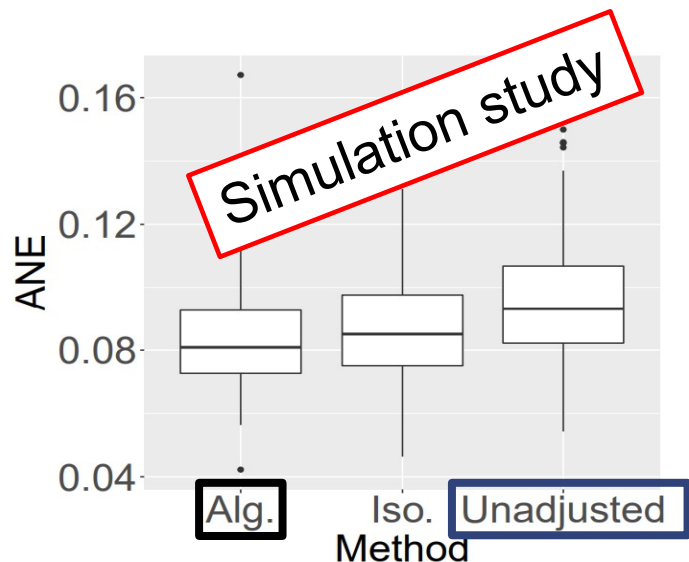 Simulation study
0.16
0.12
0.08
0.04
ANE
Alg.
Iso.
Unadjusted
Method